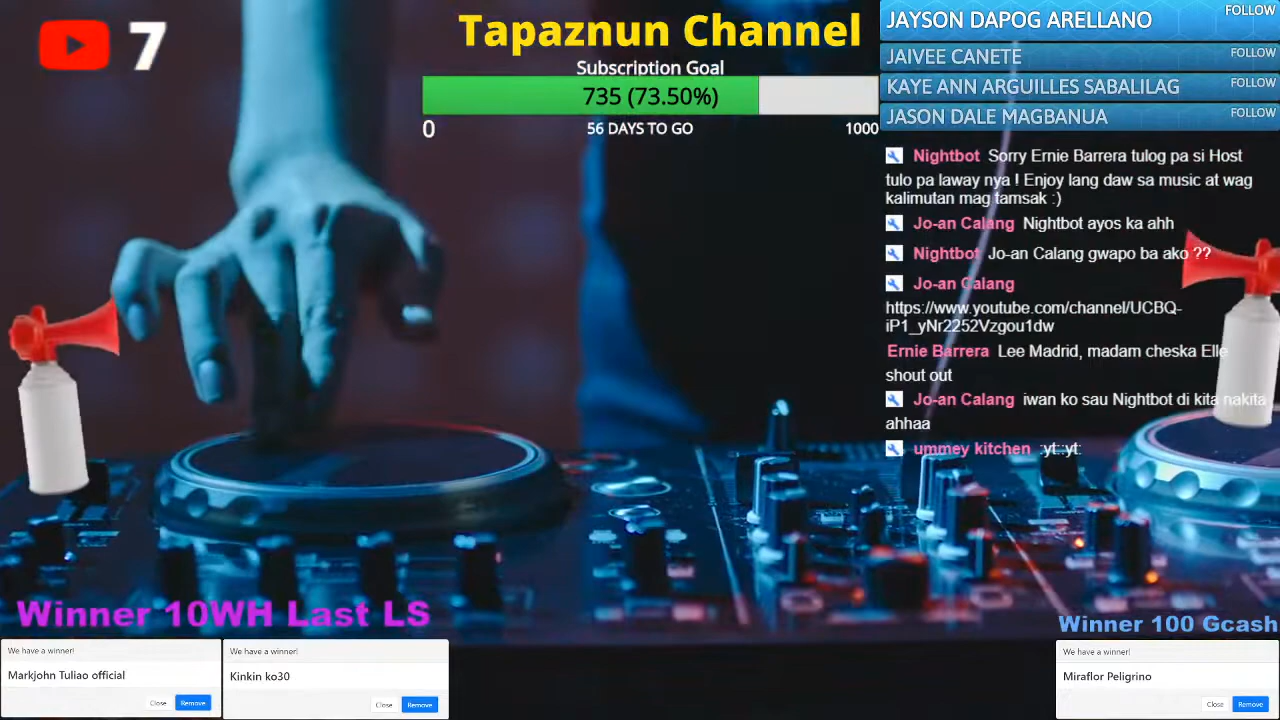 7
Tapaznun Channel
Subscription Goal
735 (73.50%)
0
56 DAYS TO GO
1000
JAYSON DAPOG ARELLANO FOLLOW
JAIVEE CANETE FOLLOW
KAYE ANN ARGUILLES SABALILAG FOLLOW
JASON DALE MAGBANUA FOLLOW
Nightbot Sorry Ernie Barrera tulog pa si Host
tulo pa laway nya ! Enjoy lang daw sa music at wag
kalimutan mag tamsak :)
Jo-an Calang Nightbot ayos ka ahh
Nightbot Jo-an Calang gwapo ba ako ??
Jo-an Calang
https://www.youtube.com/channel/UCBQ-
iP1_yNr2252Vzgou1dw
Ernie Barrera Lee Madrid, madam cheska Elle
shout out
Jo-an Calang iwan ko sau Nightbot di kita nakita
ahhaa
ummey kitchen :yt::yt:
Winner 10WH Last LS
We have a winner!
Markjohn Tuliao official
Close Remove
We have a winner!
Kinkin ko30
Close Remove
Winner 100 Gcash
We have a winner!
Miraflor Peligrino
Close Remove